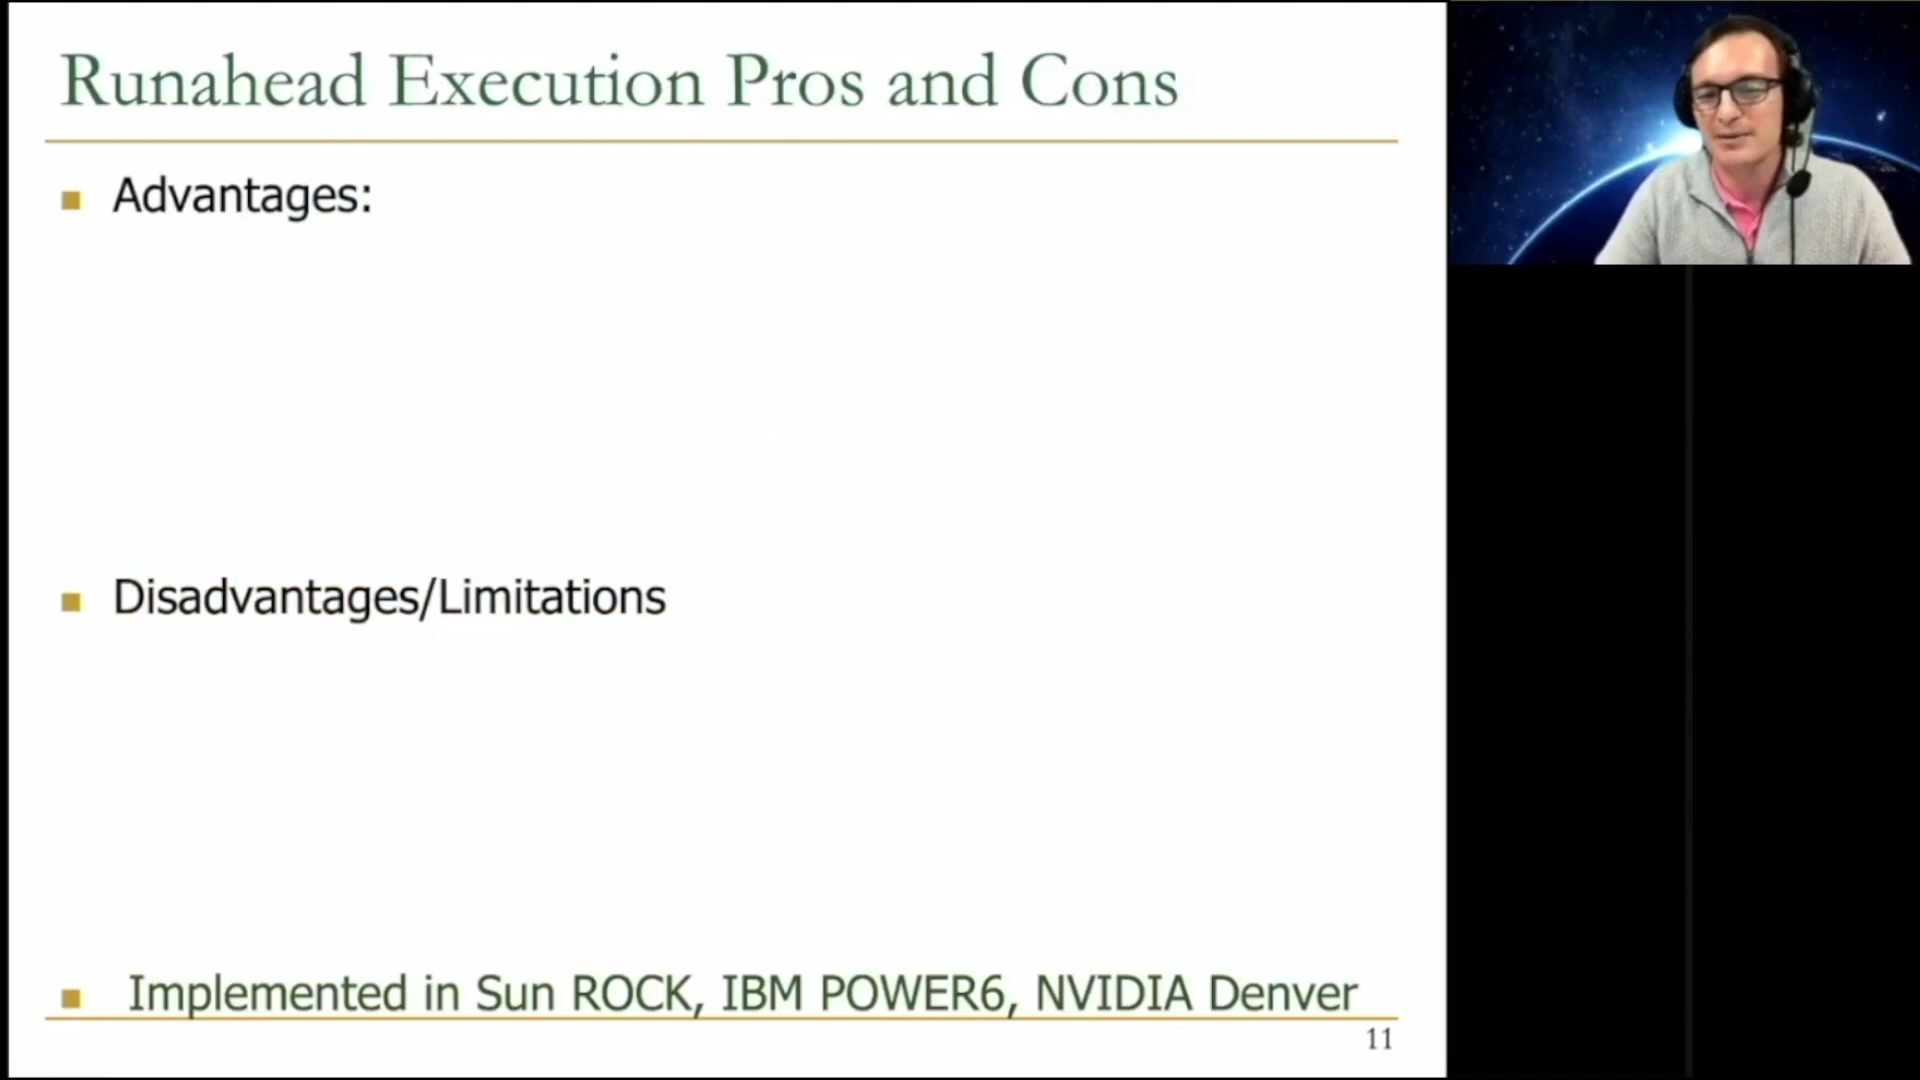 Runahead Execution Pros and Cons
Advantages:
Disadvantages/Limitations
Implemented in Sun ROCK, IBM POWER6, NVIDIA Denver
11